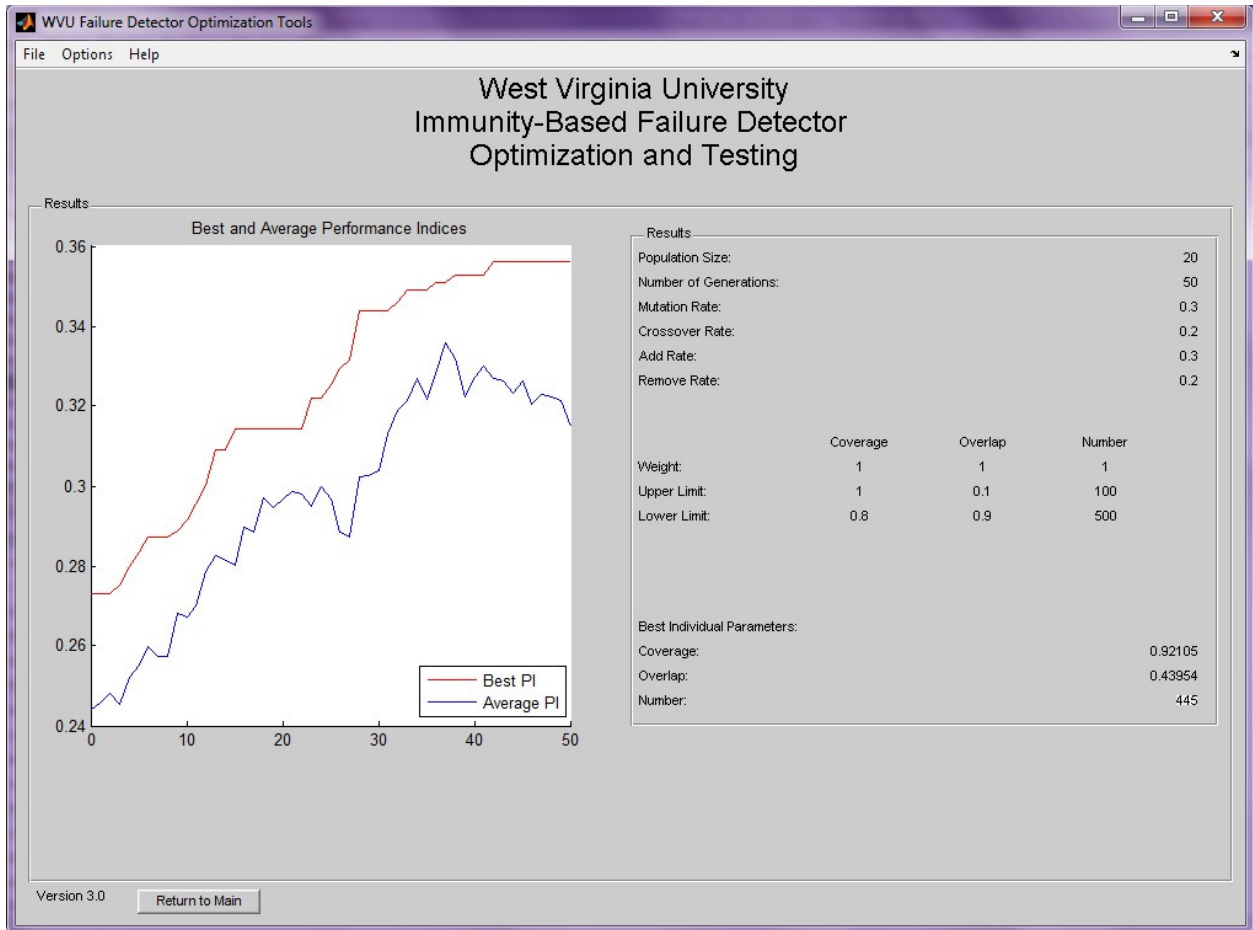 WVU Failure Detector Optimization Tools
File Options Help
West Virginia University
Immunity-Based Failure Detector
Optimization and Testing
Results
Best and Average Performance Indices
0.36
0.34
0.32
0.3
0.28
0.26
0.24
0 10 20 30 40 50
Best PI
Average PI
Results
Population Size: 20
Number of Generations: 50
Mutation Rate: 0.3
Crossover Rate: 0.2
Add Rate: 0.3
Remove Rate: 0.2
Coverage Overlap Number
Weight: 1 1 1
Upper Limit: 1 0.1 100
Lower Limit: 0.8 0.9 500
Best Individual Parameters:
Coverage: 0.92105
Overlap: 0.43954
Number: 445
Version 3.0
Return to Main